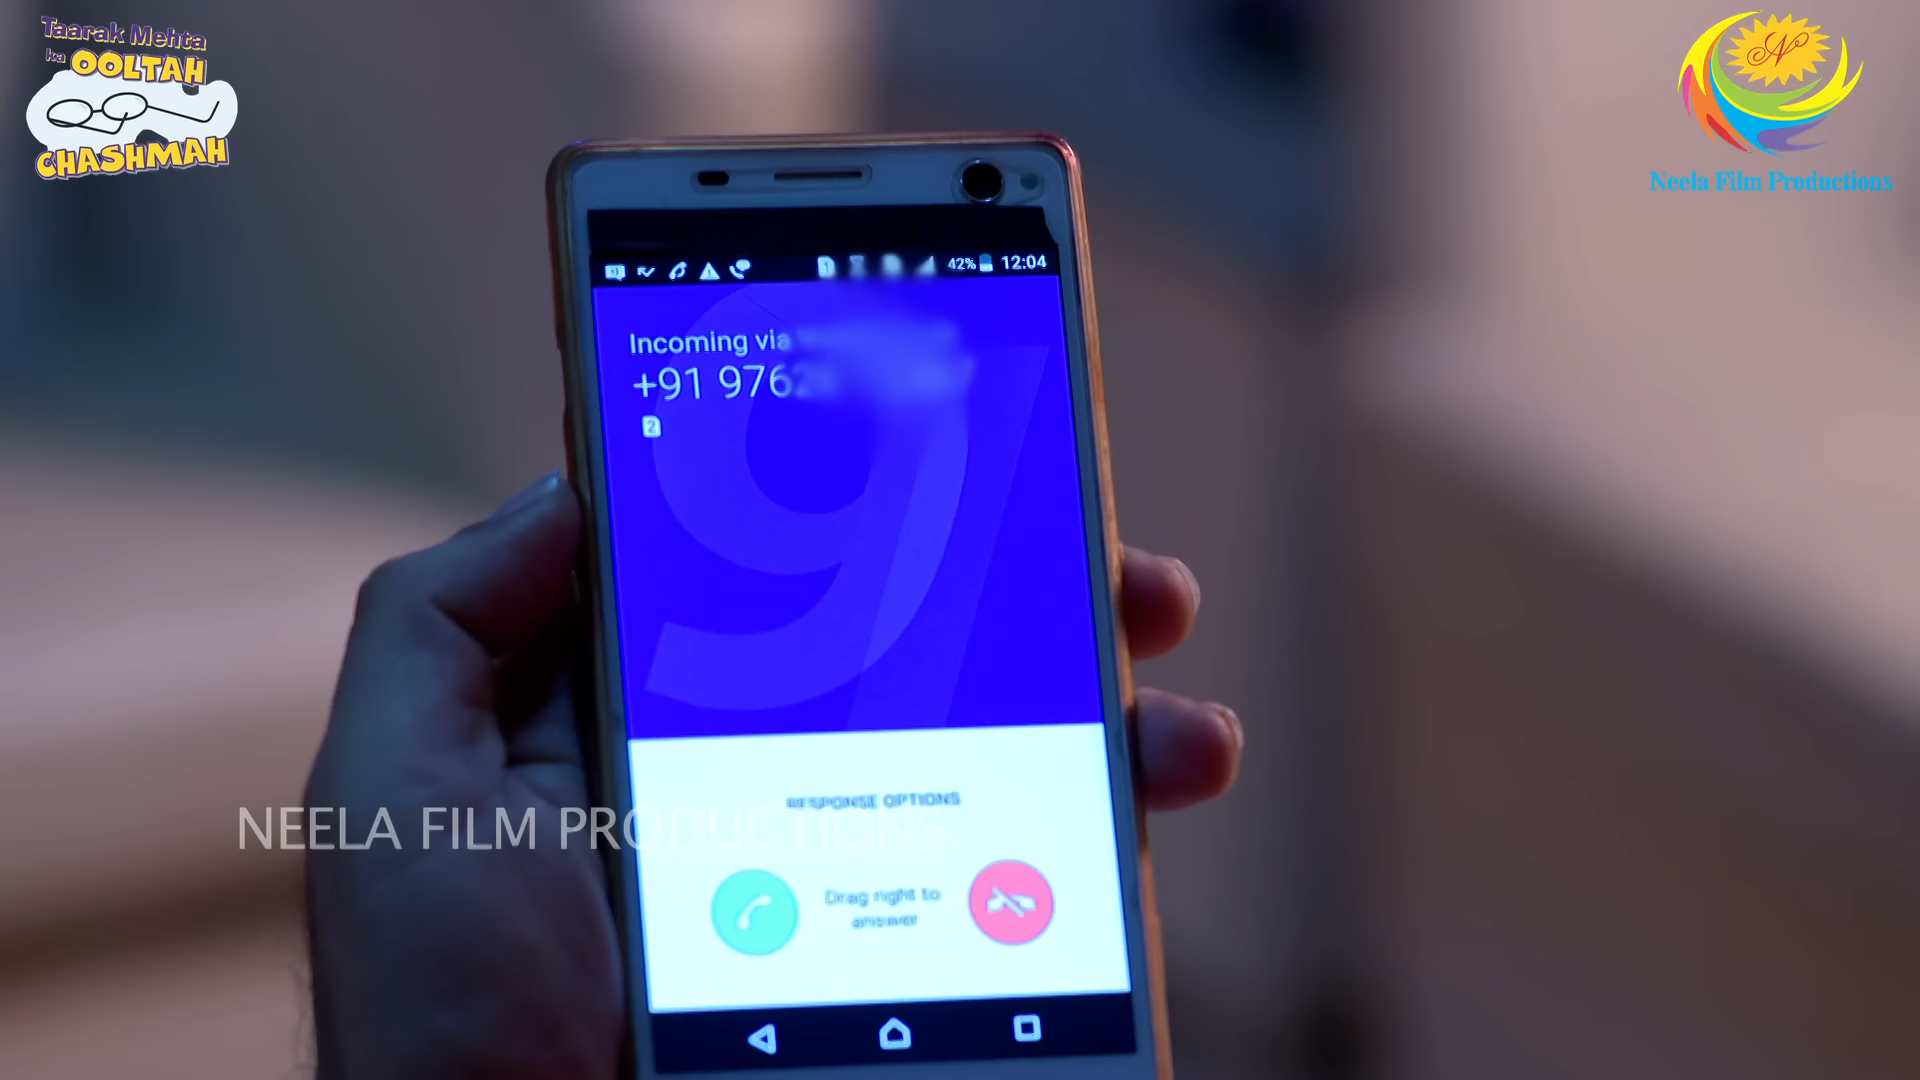 Taarak Mehta
ka OOLTAH
CHASHMAH
Neela Film Productions
42% 12:04
Incoming via
+91 976
2
RESPONSE OPTIONS
NEELA FILM PRODUCTIONS
Drag right to
answer